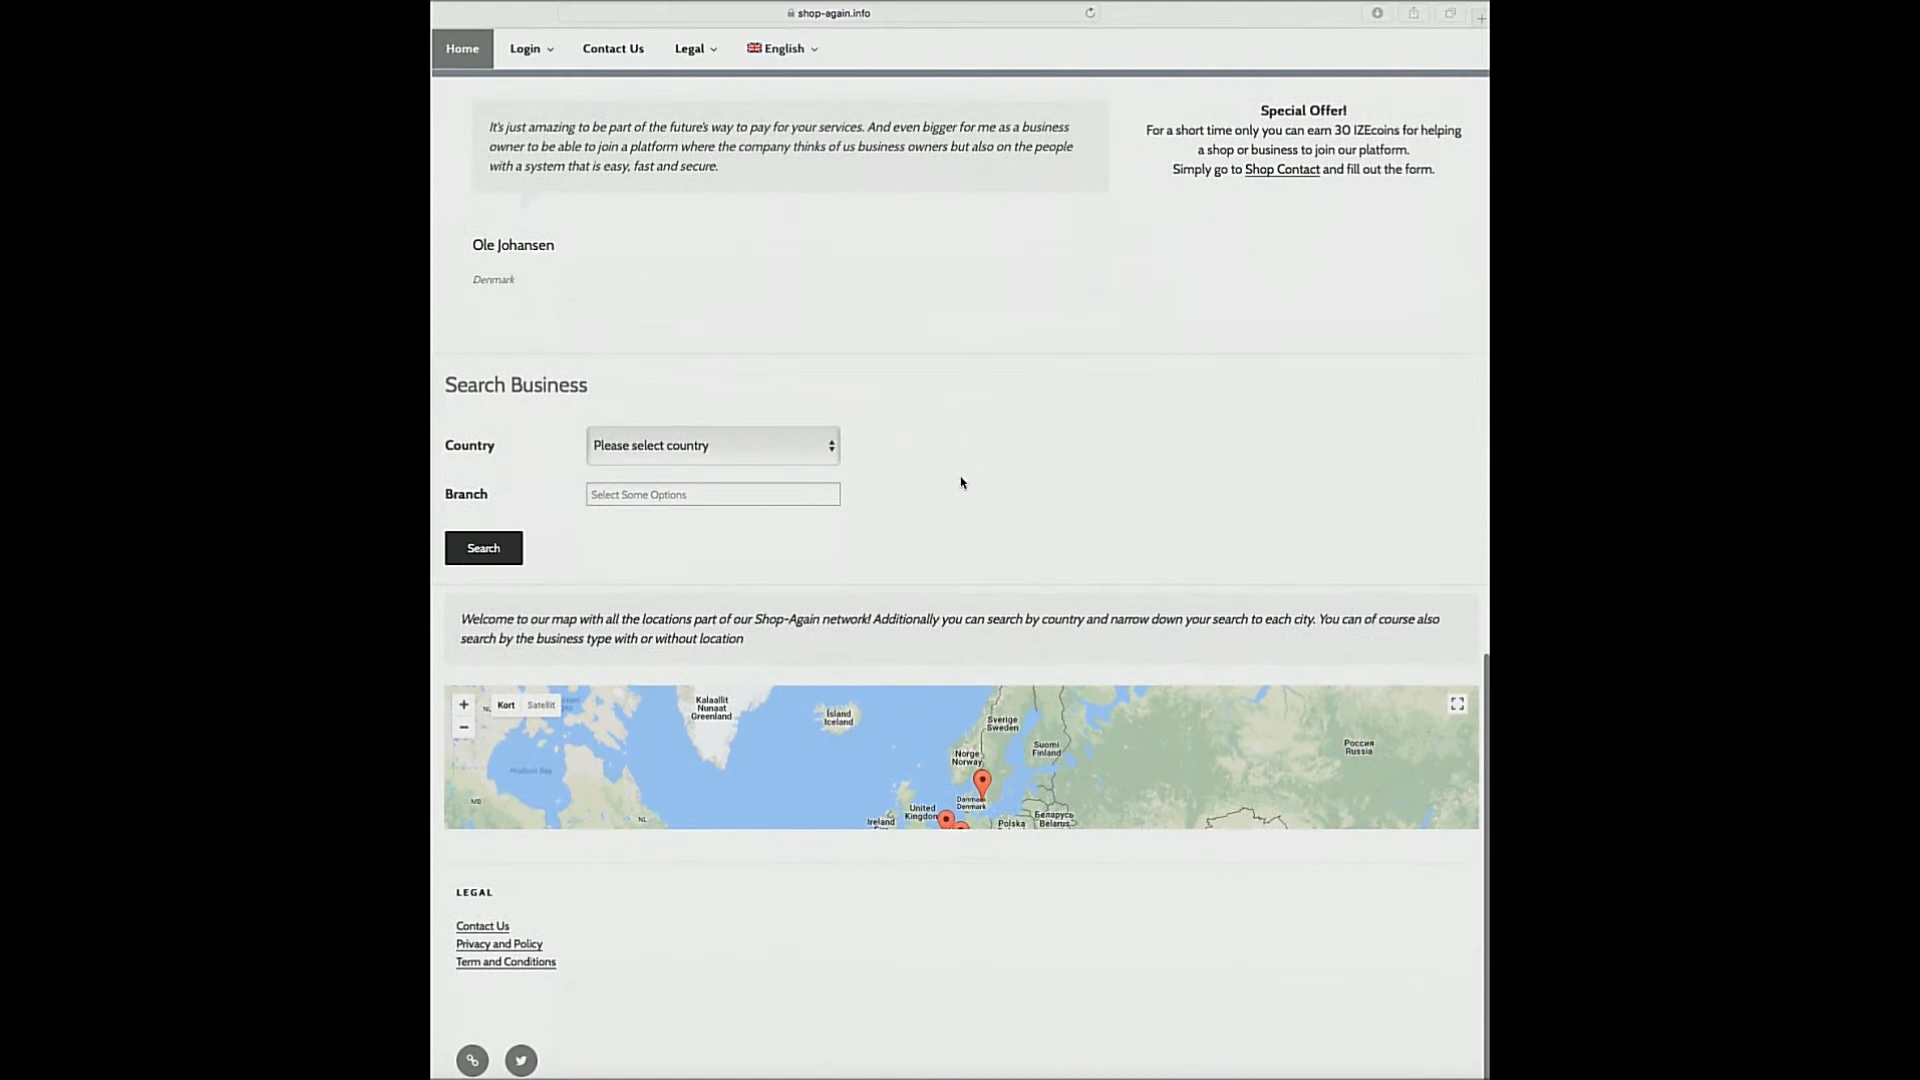 shop-again.info
Home
Login
Contact Us
Legal
English
It's just amazing to be part of the future's way to pay for your services. And even bigger for me as a business
owner to be able to join a platform where the company thinks of us business owners but also on the people
with a system that is easy, fast and secure.
Ole Johansen
Denmark
Special Offer!
For a short time only you can earn 30 IZEcoins for helping
a shop or business to join our platform.
Simply go to Shop Contact and fill out the form.
Search Business
Country
Please select country
Branch
Select Some Options
Search
Welcome to our map with all the locations part of our Shop-Again network! Additionally you can search by country and narrow down your search to each city. You can of course also
search by the business type with or without location
+
−
Kort
Satellit
Kalaallit
Nunaat
Greenland
Ísland
Iceland
Sverige
Sweden
Norge
Norway
Suomi
Finland
Россия
Russia
Hudson Bay
MB
NL
Danmark
Denmark
United
Kingdom
Ireland
Polska
Беларусь
Belarus
LEGAL
Contact Us
Privacy and Policy
Term and Conditions